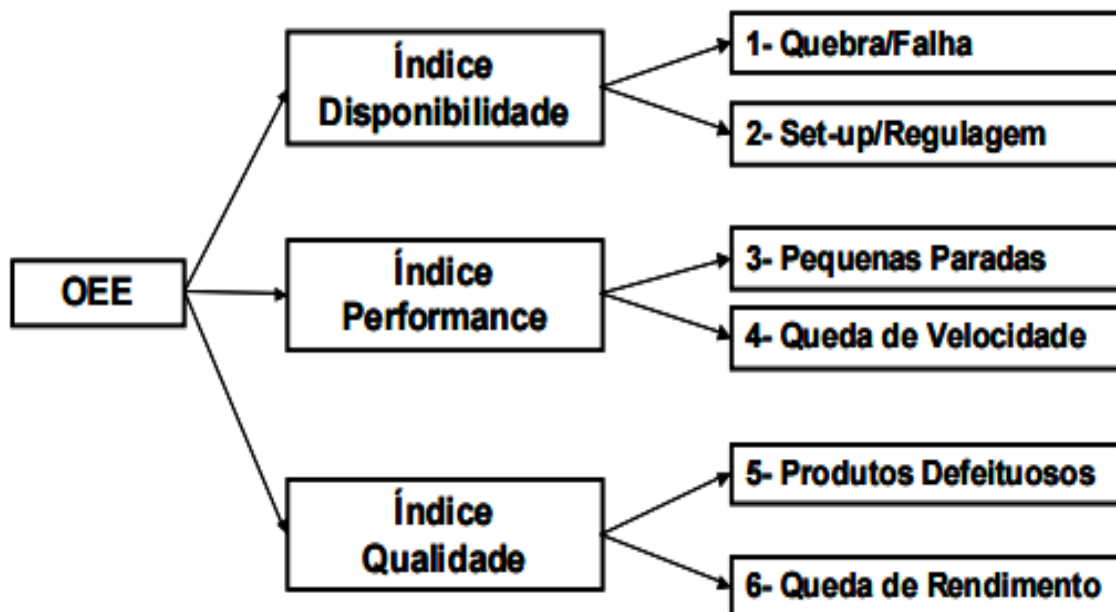 OEE
Índice
Disponibilidade
1- Quebra/Falha
2- Set-up/Regulagem
Índice
Performance
3- Pequenas Paradas
4- Queda de Velocidade
Índice
Qualidade
5- Produtos Defeituosos
6- Queda de Rendimento